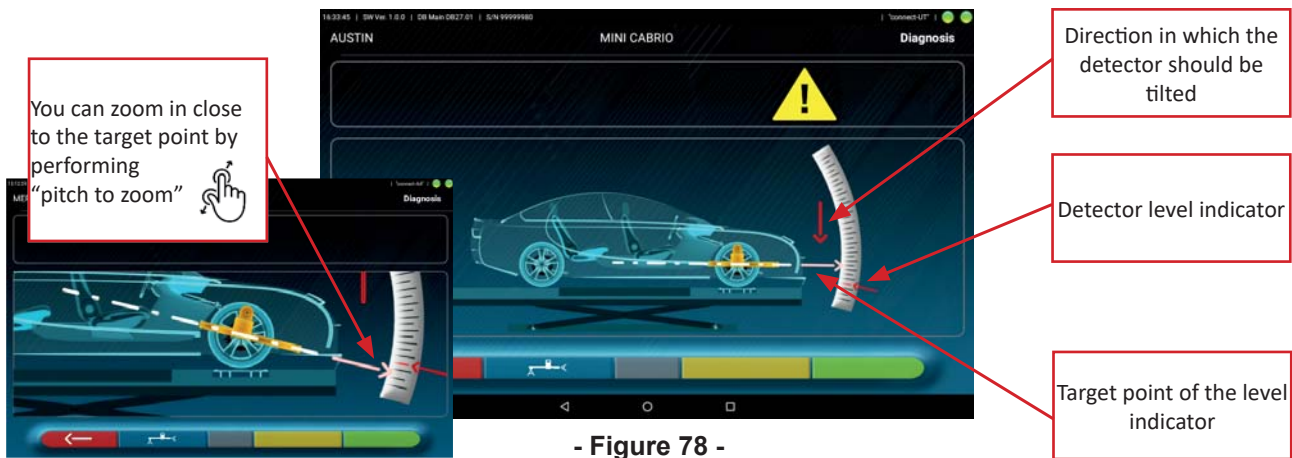 16:33:45 | SW Ver. 1.0.0 | DB Main DB27.01 | S/N 99999980
| "connect-UT" |
AUSTIN
MINI CABRIO
Diagnosis
You can zoom in close
to the target point by
performing
“pitch to zoom”
Diagnosis
Direction in which the
detector should be
tilted
Detector level indicator
Target point of the level
indicator
- Figure 78 -